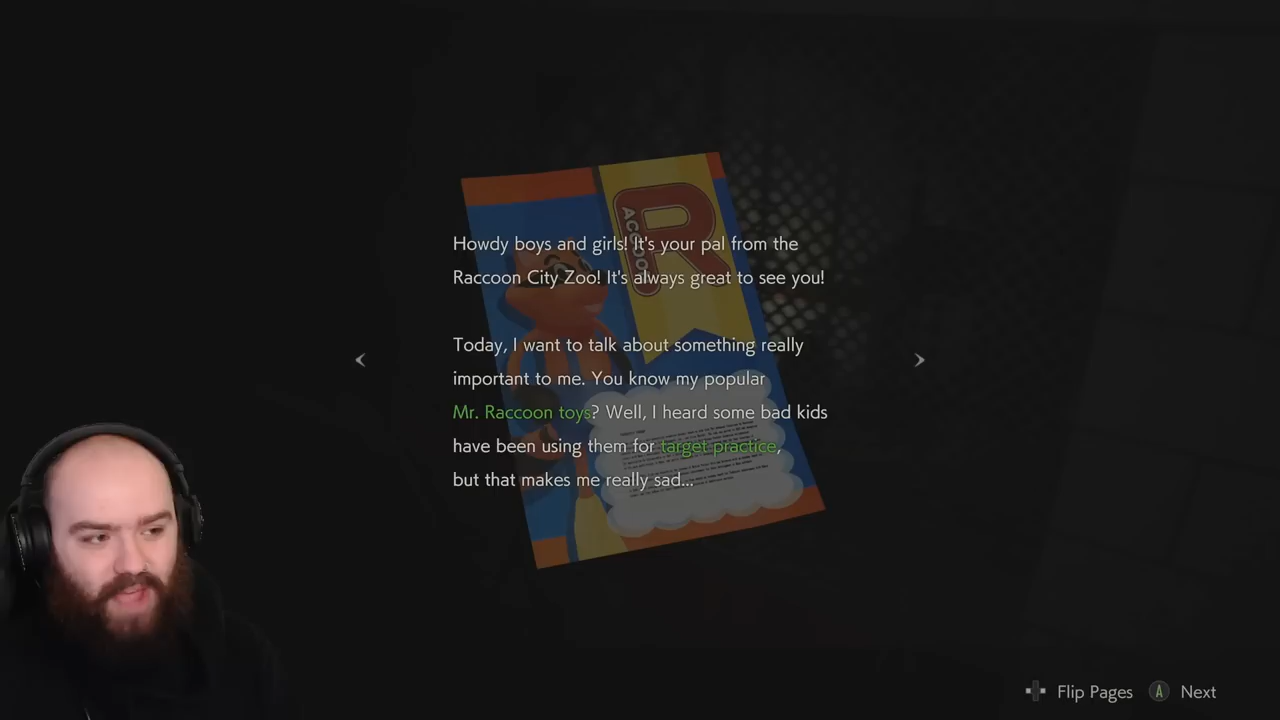 R
ACCOON
Howdy boys and girls! It's your pal from the
Raccoon City Zoo! It's always great to see you!
Today, I want to talk about something really
important to me. You know my popular
Mr. Raccoon toys? Well, I heard some bad kids
have been using them for target practice,
but that makes me really sad...
Flip Pages A Next